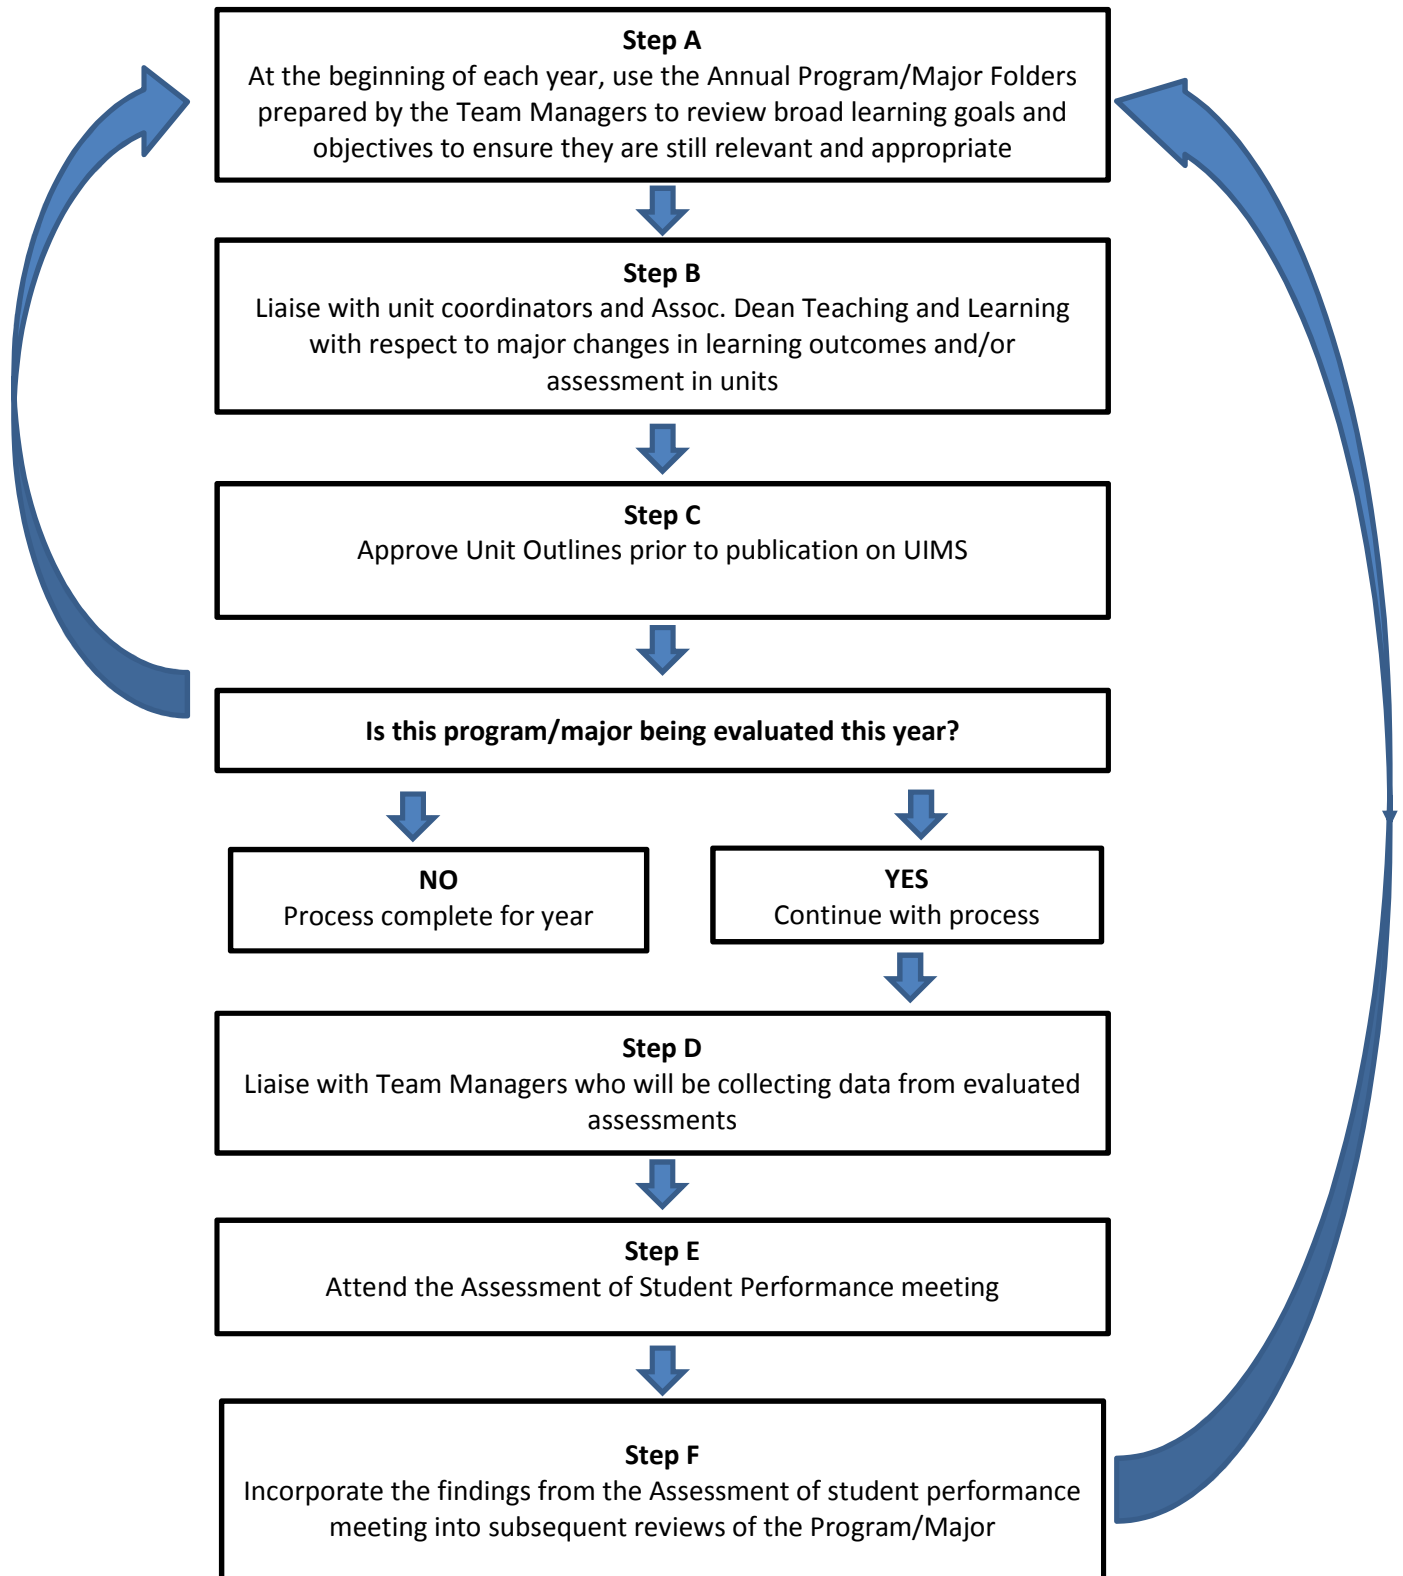 Step A
At the beginning of each year, use the Annual Program/Major Folders
prepared by the Team Managers to review broad learning goals and
objectives to ensure they are still relevant and appropriate
Step B
Liaise with unit coordinators and Assoc. Dean Teaching and Learning
with respect to major changes in learning outcomes and/or
assessment in units
Step C
Approve Unit Outlines prior to publication on UIMS
Is this program/major being evaluated this year?
NO
Process complete for year
YES
Continue with process
Step D
Liaise with Team Managers who will be collecting data from evaluated
assessments
Step E
Attend the Assessment of Student Performance meeting
Step F
Incorporate the findings from the Assessment of student performance
meeting into subsequent reviews of the Program/Major